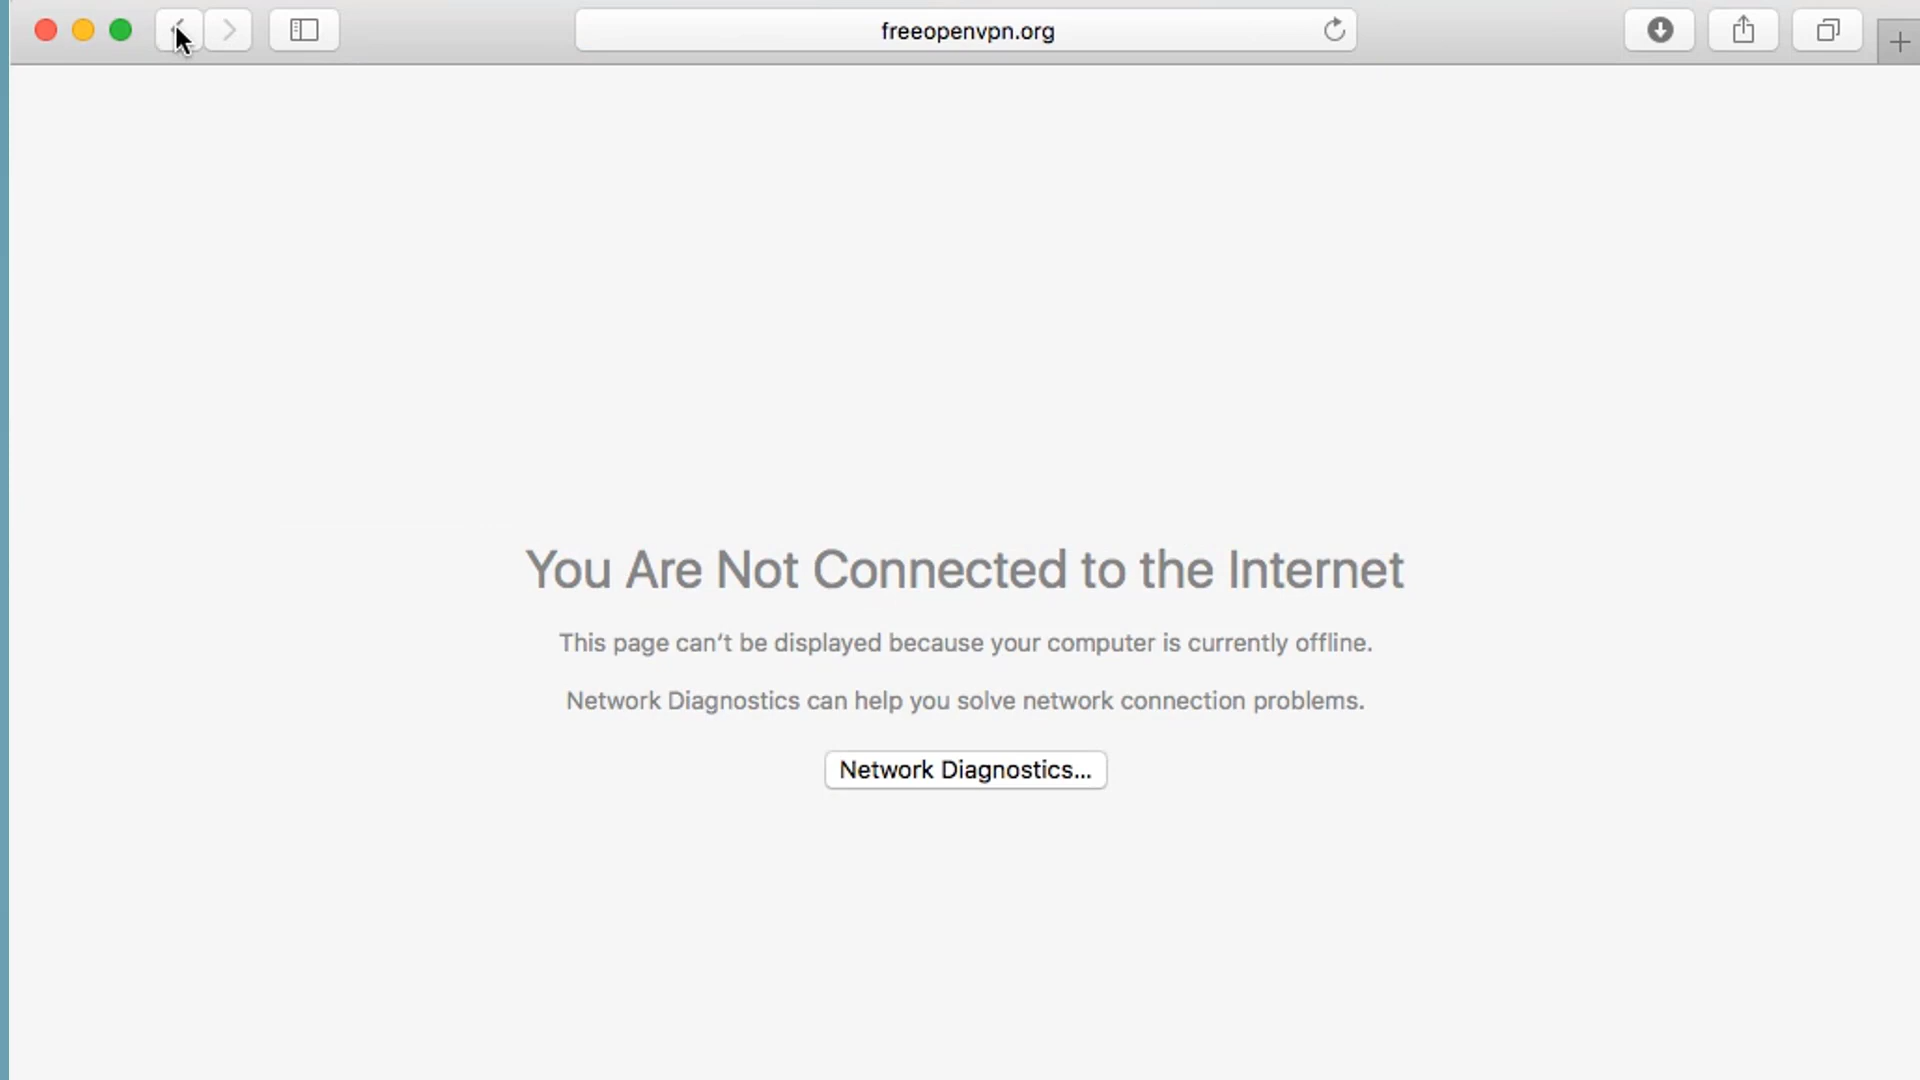 freeopenvpn.org
You Are Not Connected to the Internet
This page can’t be displayed because your computer is currently offline.
Network Diagnostics can help you solve network connection problems.
Network Diagnostics...